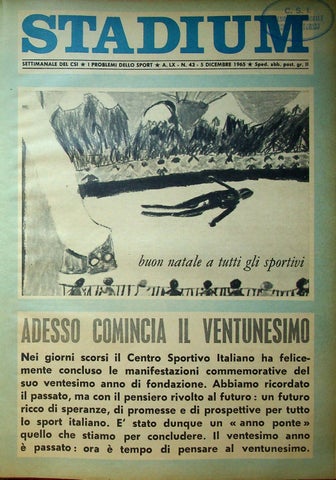 C. S. I.
STADIUM
SETTIMANALE DEL CSI ★ I PROBLEMI DELLO SPORT ★ A. LX - N. 43 - 5 DICEMBRE 1965 ★ Sped. abb. post. gr. II
buon natale a tutti gli sportivi
ADESSO COMINCIA IL VENTUNESIMO
Nei giorni scorsi il Centro Sportivo Italiano ha felice-
mente concluso le manifestazioni commemorative del
suo ventesimo anno di fondazione. Abbiamo ricordato
il passato, ma con il pensiero rivolto al futuro : un futuro
ricco di speranze, di promesse e di prospettive per tutto
lo sport italiano. E' stato dunque un « anno ponte »
quello che stiamo per concludere. Il ventesimo anno
è passato : ora è tempo di pensare al ventunesimo.